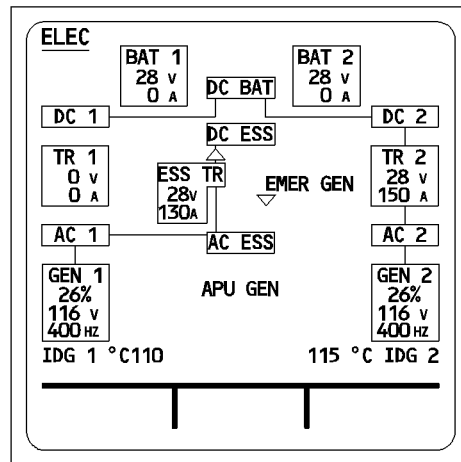 ELEC
BAT 1
28 V
0 A
BAT 2
28 V
0 A
DC BAT
DC 1
DC 2
DC ESS
TR 1
0 V
0 A
ESS TR
28V
130A
EMER GEN
TR 2
28 V
150 A
AC 1
AC ESS
AC 2
GEN 1
26%
116 V
400 HZ
APU GEN
GEN 2
26%
116 V
400 HZ
IDG 1 °C110
115 °C IDG 2